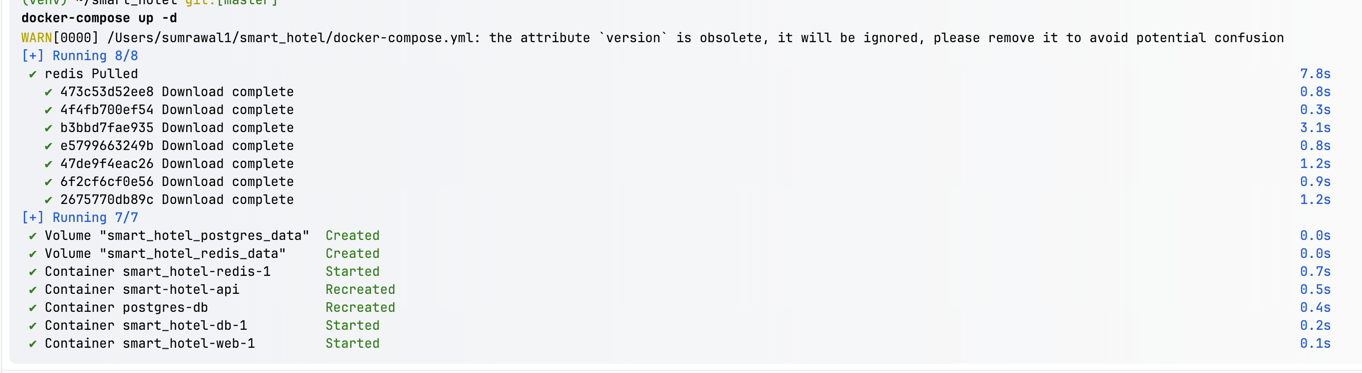 (venv) ~/smart_hotel git:[master]
docker-compose up -d
WARN[0000] /Users/sumrawal1/smart_hotel/docker-compose.yml: the attribute `version` is obsolete, it will be ignored, please remove it to avoid potential confusion
[+] Running 8/8
✔ redis Pulled 7.8s
✔ 473c53d52ee8 Download complete 0.8s
✔ 4f4fb700ef54 Download complete 0.3s
✔ b3bbd7fae935 Download complete 3.1s
✔ e5799663249b Download complete 0.8s
✔ 47de9f4eac26 Download complete 1.2s
✔ 6f2cf6cf0e56 Download complete 0.9s
✔ 2675770db89c Download complete 1.2s
[+] Running 7/7
✔ Volume "smart_hotel_postgres_data" Created 0.0s
✔ Volume "smart_hotel_redis_data" Created 0.0s
✔ Container smart_hotel-redis-1 Started 0.7s
✔ Container smart-hotel-api Recreated 0.5s
✔ Container postgres-db Recreated 0.4s
✔ Container smart_hotel-db-1 Started 0.2s
✔ Container smart_hotel-web-1 Started 0.1s